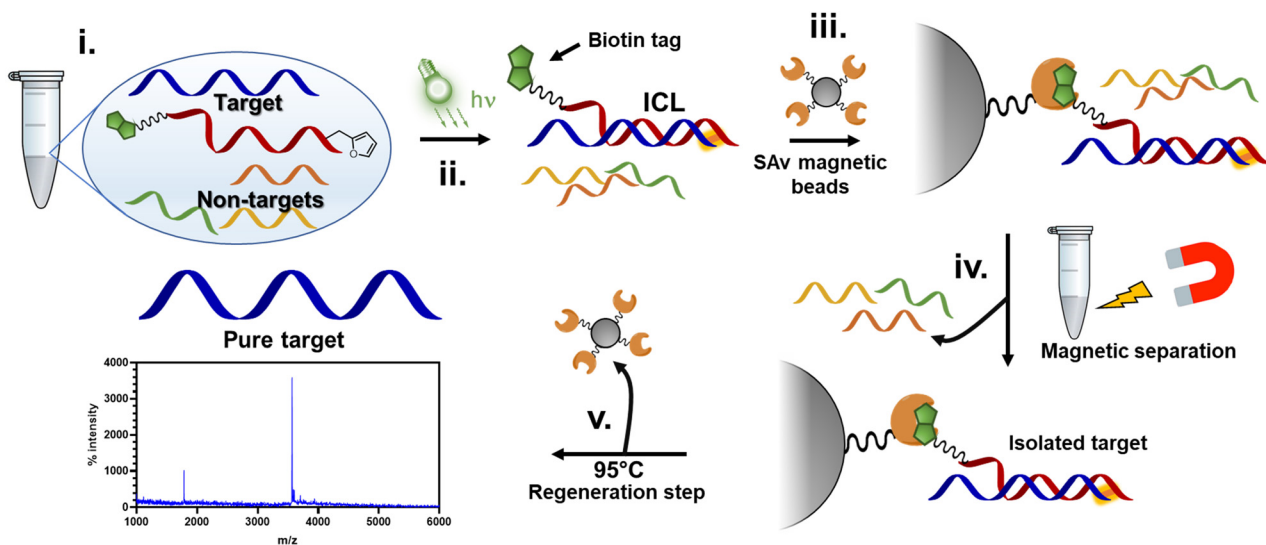 i.
Target
Non-targets
hν
ii.
Biotin tag
ICL
iii.
SAv magnetic
beads
iv.
Magnetic separation
Isolated target
v.
95°C
Regeneration step
Pure target
% intensity
4000
3000
2000
1000
0
1000
2000
3000
4000
5000
6000
m/z